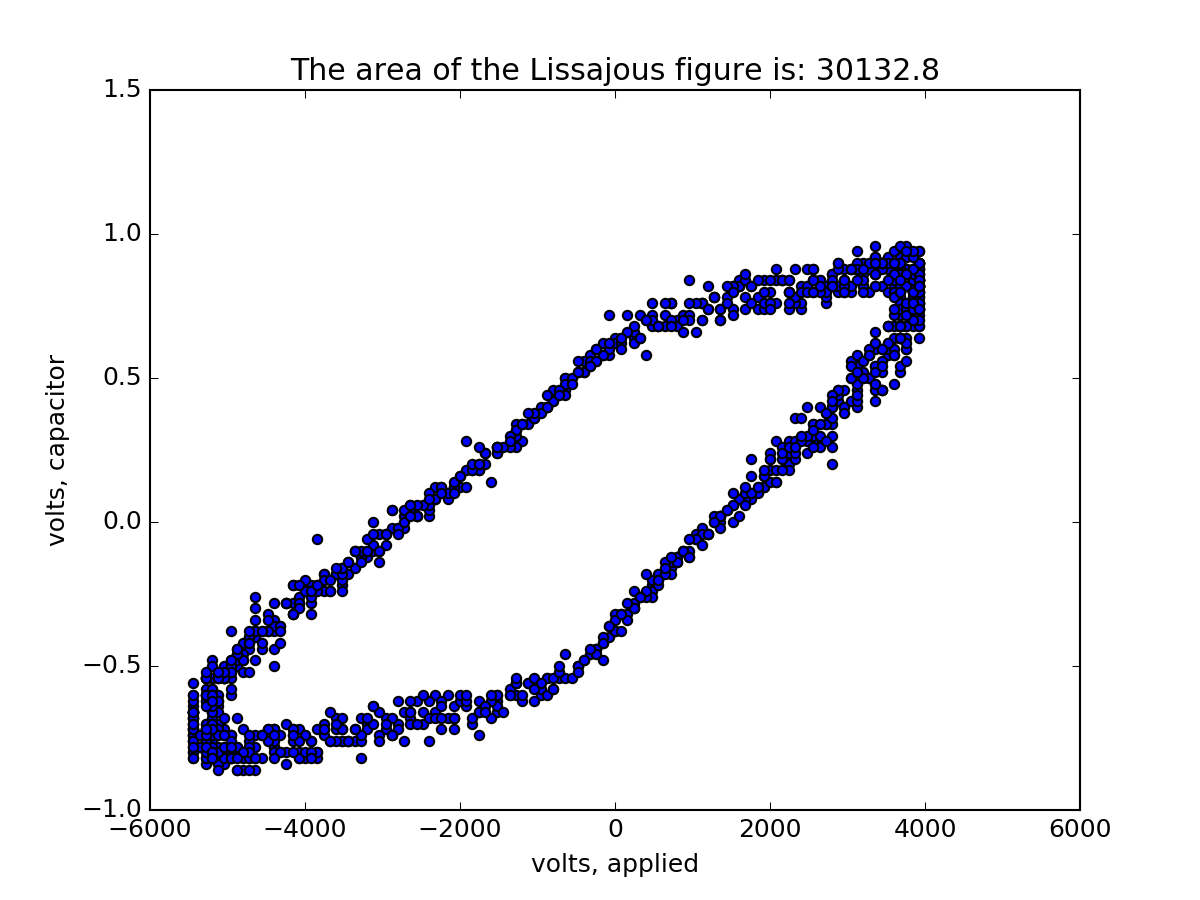 The area of the Lissajous figure is: 30132.8
1.5
1.0
0.5
0.0
−0.5
−1.0
volts, capacitor
−6000 −4000 −2000 0 2000 4000 6000
volts, applied